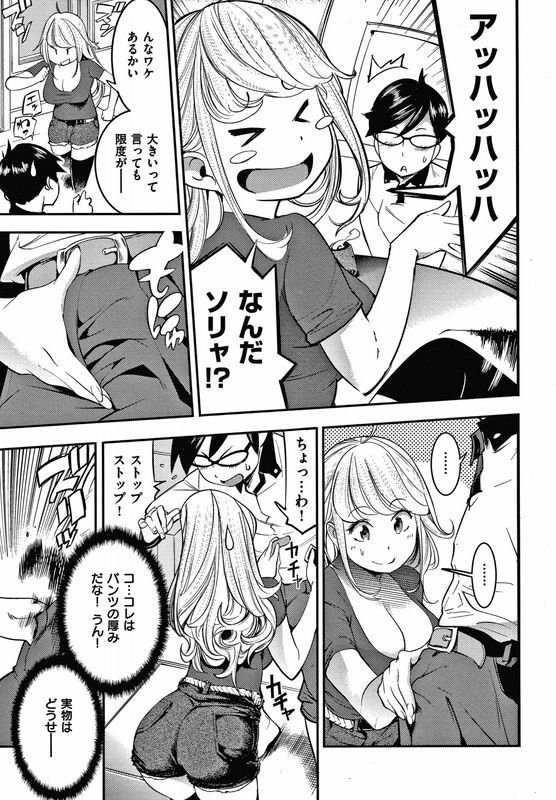 アッハッハッハ
なんだ
ソリャ!?
んなワケ
あるかい
大きいって
言っても
限度が──
………
………
ちょっ…わ！
カチャ
カチャ
ストップ
ストップ！
コ…コレは
パンツの厚み
だな！うん！
実物は
どうせ──